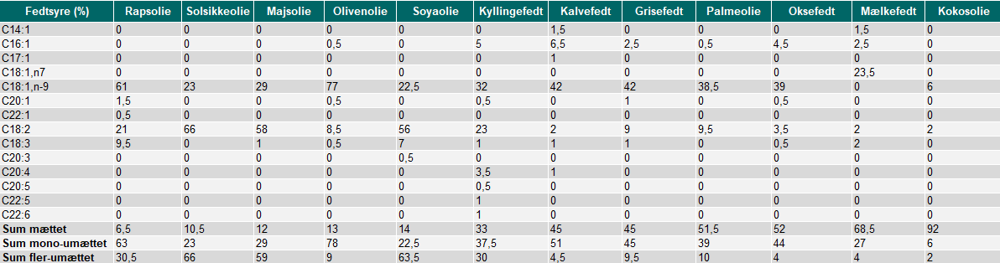 Fedtsyre (%) Rapsolie Solsikkeolie Majsolie Olivenolie Soyaolie Kyllingefedt Kalvefedt Grisefedt Palmeolie Oksefedt Mælkefedt Kokosolie
C14:1 0 0 0 0 0 0 1,5 0 0 0 1,5 0
C16:1 0 0 0 0,5 0 5 6,5 2,5 0,5 4,5 2,5 0
C17:1 0 0 0 0 0 0 1 0 0 0 0 0
C18:1,n7 0 0 0 0 0 0 0 0 0 0 23,5 0
C18:1,n-9 61 23 29 77 22,5 32 42 42 38,5 39 0 6
C20:1 1,5 0 0 0,5 0 0,5 0 1 0 0,5 0 0
C22:1 0,5 0 0 0 0 0 0 0 0 0 0 0
C18:2 21 66 58 8,5 56 23 2 9 9,5 3,5 2 2
C18:3 9,5 0 1 0,5 7 1 1 1 0 0,5 2 0
C20:3 0 0 0 0 0,5 0 0 0 0 0 0 0
C20:4 0 0 0 0 0 3,5 1 0 0 0 0 0
C20:5 0 0 0 0 0 0,5 0 0 0 0 0 0
C22:5 0 0 0 0 0 1 0 0 0 0 0 0
C22:6 0 0 0 0 0 1 0 0 0 0 0 0
Sum mættet 6,5 10,5 12 13 14 33 45 45 51,5 52 68,5 92
Sum mono-umættet 63 23 29 78 22,5 37,5 51 45 39 44 27 6
Sum fler-umættet 30,5 66 59 9 63,5 30 4,5 9,5 10 4 4 2